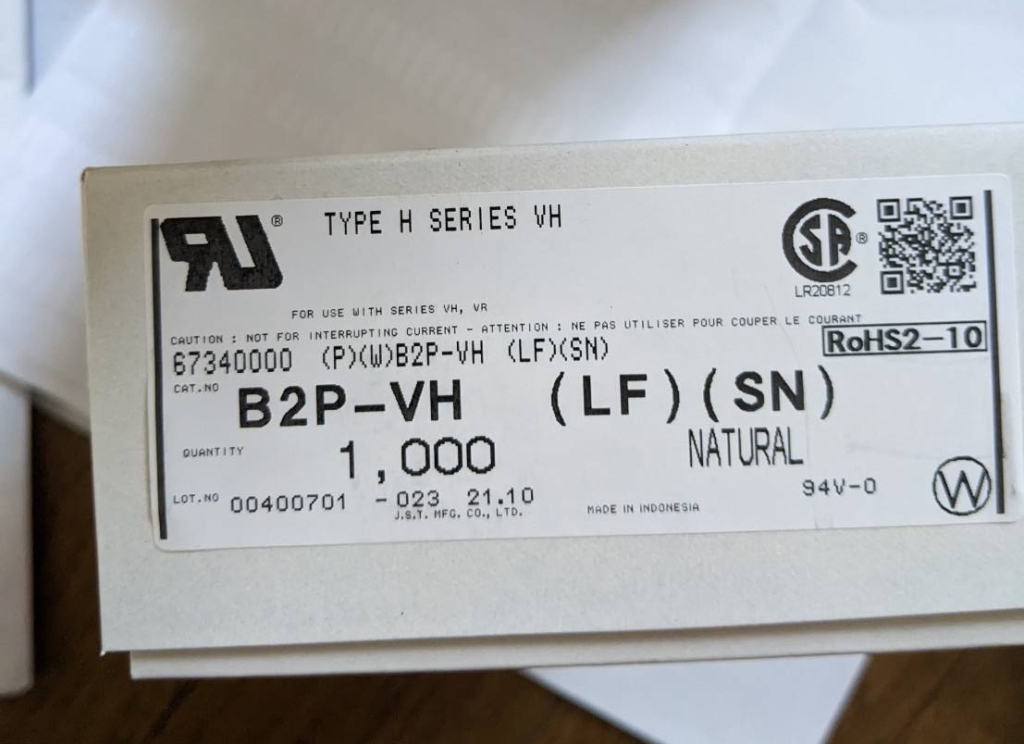 RU® TYPE H SERIES VH SA®
LR20812
FOR USE WITH SERIES VH, VR
CAUTION : NOT FOR INTERRUPTING CURRENT - ATTENTION : NE PAS UTILISER POUR COUPER LE COURANT
67340000 (P)(W)B2P-VH (LF)(SN) RoHS2-10
CAT.NO B2P-VH (LF)(SN)
QUANTITY 1,000 NATURAL
LOT.NO 00400701 -023 21.10 94V-0 W
J.S.T. MFG. CO., LTD. MADE IN INDONESIA